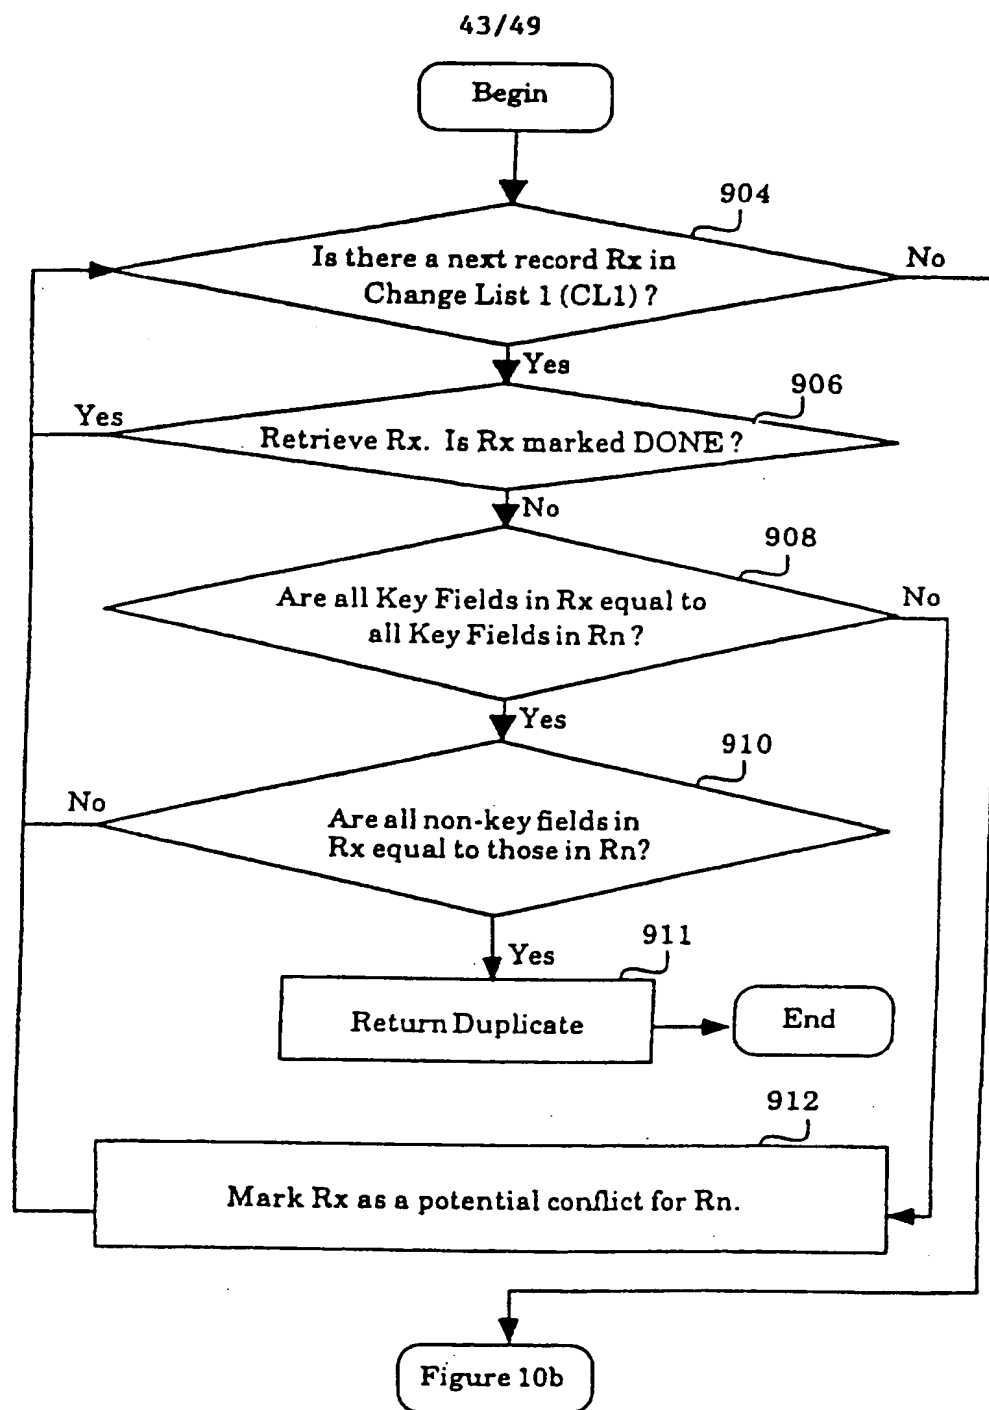 43/49
Begin
904
Is there a next record Rx in
Change List 1 (CL1) ?
No
Yes
906
Yes
Retrieve Rx. Is Rx marked DONE ?
No
908
Are all Key Fields in Rx equal to
all Key Fields in Rn ?
No
Yes
910
No
Are all non-key fields in
Rx equal to those in Rn?
Yes
911
Return Duplicate
End
912
Mark Rx as a potential conflict for Rn.
Figure 10b